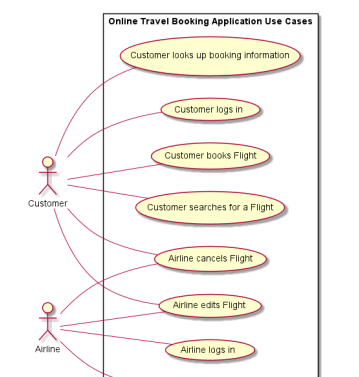 Online Travel Booking Application Use Cases
Customer looks up booking information
Customer logs in
Customer books Flight
Customer searches for a Flight
Customer
Airline cancels Flight
Airline edits Flight
Airline
Airline logs in